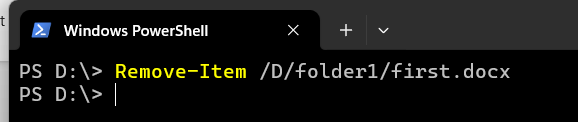 Windows PowerShell
PS D:\> Remove-Item /D/folder1/first.docx
PS D:\>